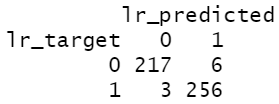 lr_predicted
lr_target 0 1
0 217 6
1 3 256